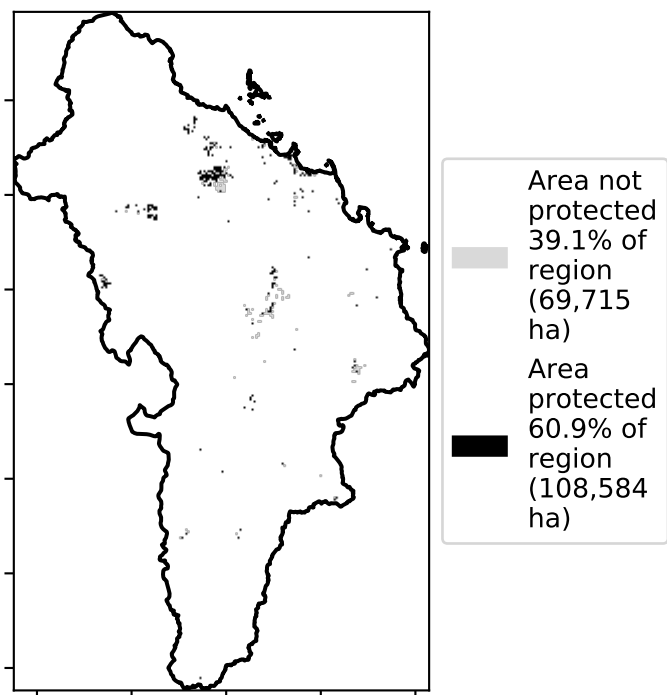 Area not
protected
39.1% of
region
(69,715
ha)
Area
protected
60.9% of
region
(108,584
ha)